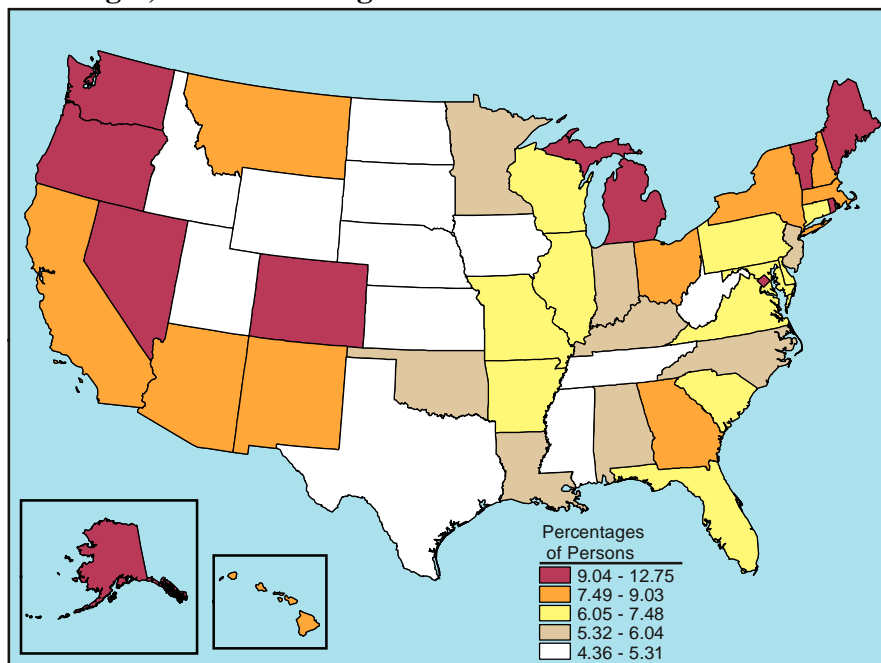 Percentages
of Persons
9.04 - 12.75
7.49 - 9.03
6.05 - 7.48
5.32 - 6.04
4.36 - 5.31